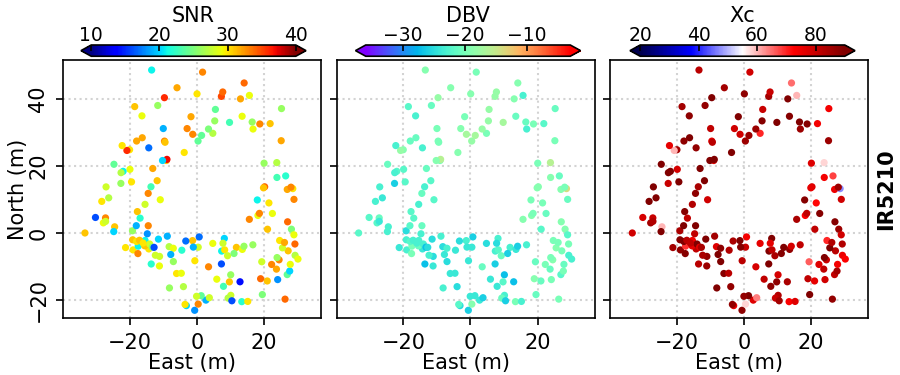 SNR DBV Xc
10 20 30 40 −30 −20 −10 20 40 60 80
40
20
0
−20
North (m)
IR5210
−20 0 20 −20 0 20 −20 0 20
East (m) East (m) East (m)